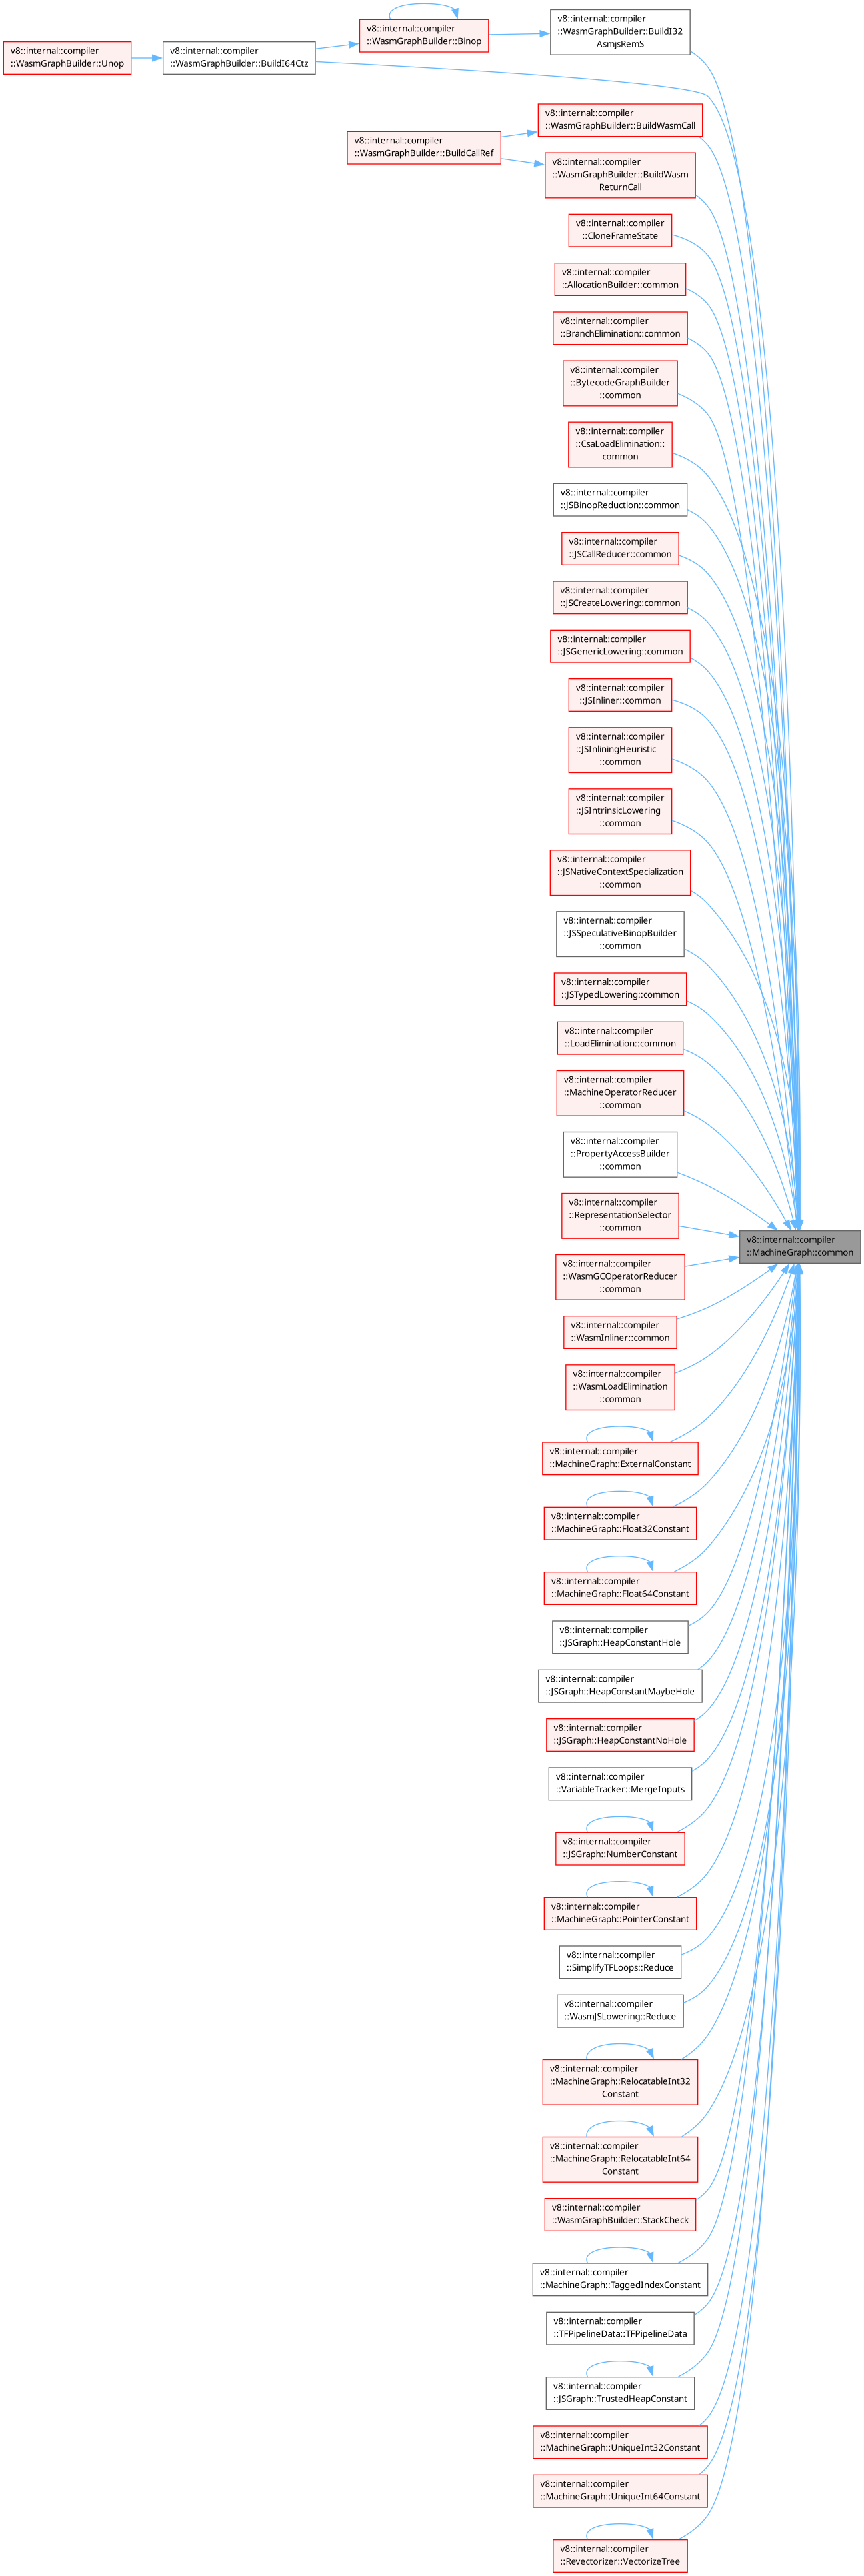 v8::internal::compiler
::WasmGraphBuilder::Unop
v8::internal::compiler
::WasmGraphBuilder::BuildI64Ctz
v8::internal::compiler
::WasmGraphBuilder::Binop
v8::internal::compiler
::WasmGraphBuilder::BuildI32
AsmjsRemS
v8::internal::compiler
::WasmGraphBuilder::BuildCallRef
v8::internal::compiler
::WasmGraphBuilder::BuildWasmCall
v8::internal::compiler
::WasmGraphBuilder::BuildWasm
ReturnCall
v8::internal::compiler
::CloneFrameState
v8::internal::compiler
::AllocationBuilder::common
v8::internal::compiler
::BranchElimination::common
v8::internal::compiler
::BytecodeGraphBuilder
::common
v8::internal::compiler
::CsaLoadElimination::
common
v8::internal::compiler
::JSBinopReduction::common
v8::internal::compiler
::JSCallReducer::common
v8::internal::compiler
::JSCreateLowering::common
v8::internal::compiler
::JSGenericLowering::common
v8::internal::compiler
::JSInliner::common
v8::internal::compiler
::JSInliningHeuristic
::common
v8::internal::compiler
::JSIntrinsicLowering
::common
v8::internal::compiler
::JSNativeContextSpecialization
::common
v8::internal::compiler
::JSSpeculativeBinopBuilder
::common
v8::internal::compiler
::JSTypedLowering::common
v8::internal::compiler
::LoadElimination::common
v8::internal::compiler
::MachineOperatorReducer
::common
v8::internal::compiler
::PropertyAccessBuilder
::common
v8::internal::compiler
::RepresentationSelector
::common
v8::internal::compiler
::MachineGraph::common
v8::internal::compiler
::WasmGCOperatorReducer
::common
v8::internal::compiler
::WasmInliner::common
v8::internal::compiler
::WasmLoadElimination
::common
v8::internal::compiler
::MachineGraph::ExternalConstant
v8::internal::compiler
::MachineGraph::Float32Constant
v8::internal::compiler
::MachineGraph::Float64Constant
v8::internal::compiler
::JSGraph::HeapConstantHole
v8::internal::compiler
::JSGraph::HeapConstantMaybeHole
v8::internal::compiler
::JSGraph::HeapConstantNoHole
v8::internal::compiler
::VariableTracker::MergeInputs
v8::internal::compiler
::JSGraph::NumberConstant
v8::internal::compiler
::MachineGraph::PointerConstant
v8::internal::compiler
::SimplifyTFLoops::Reduce
v8::internal::compiler
::WasmJSLowering::Reduce
v8::internal::compiler
::MachineGraph::RelocatableInt32
Constant
v8::internal::compiler
::MachineGraph::RelocatableInt64
Constant
v8::internal::compiler
::WasmGraphBuilder::StackCheck
v8::internal::compiler
::MachineGraph::TaggedIndexConstant
v8::internal::compiler
::TFPipelineData::TFPipelineData
v8::internal::compiler
::JSGraph::TrustedHeapConstant
v8::internal::compiler
::MachineGraph::UniqueInt32Constant
v8::internal::compiler
::MachineGraph::UniqueInt64Constant
v8::internal::compiler
::Revectorizer::VectorizeTree